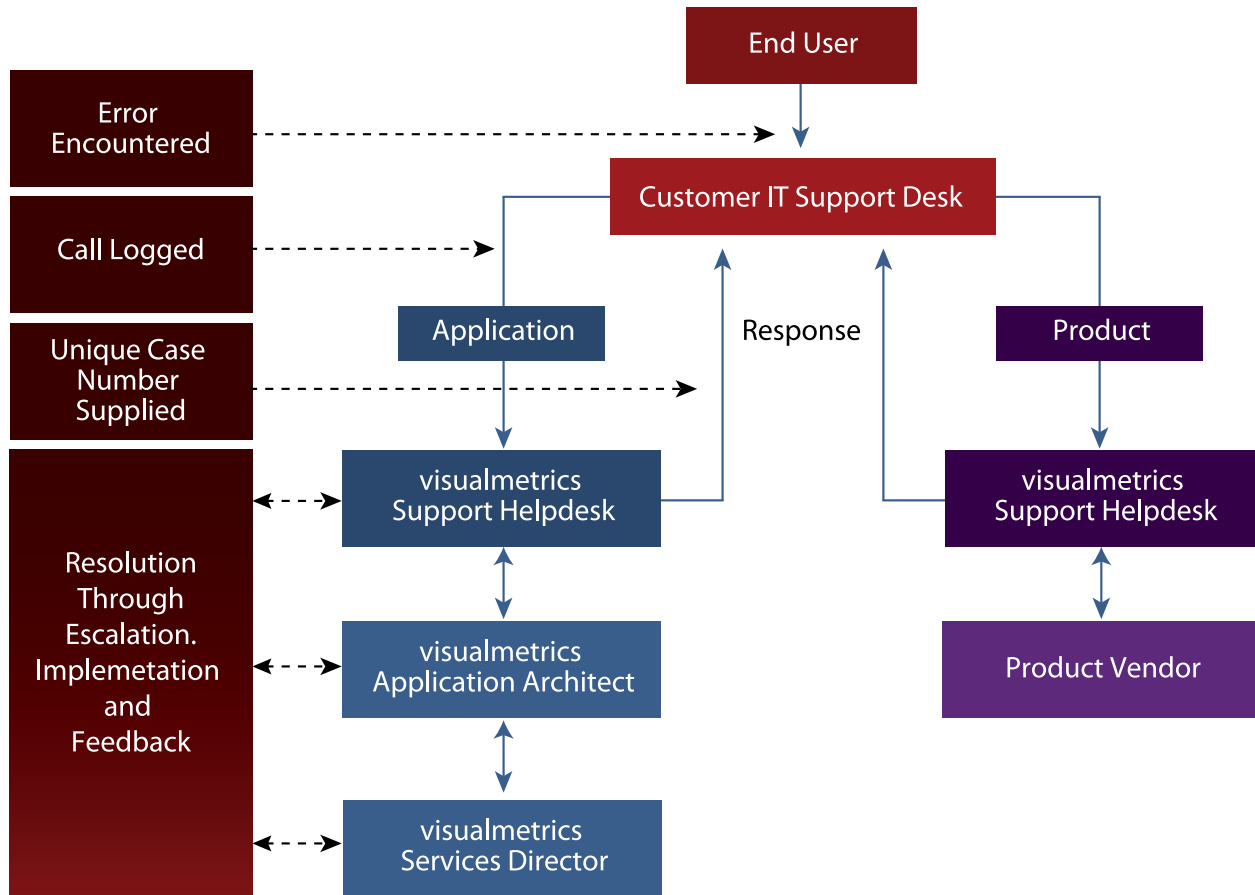 End User
Error
Encountered
Customer IT Support Desk
Call Logged
Application
Response
Product
Unique Case
Number
Supplied
visualmetrics
Support Helpdesk
visualmetrics
Support Helpdesk
Resolution
Through
Escalation.
Implemetation
and
Feedback
visualmetrics
Application Architect
Product Vendor
visualmetrics
Services Director